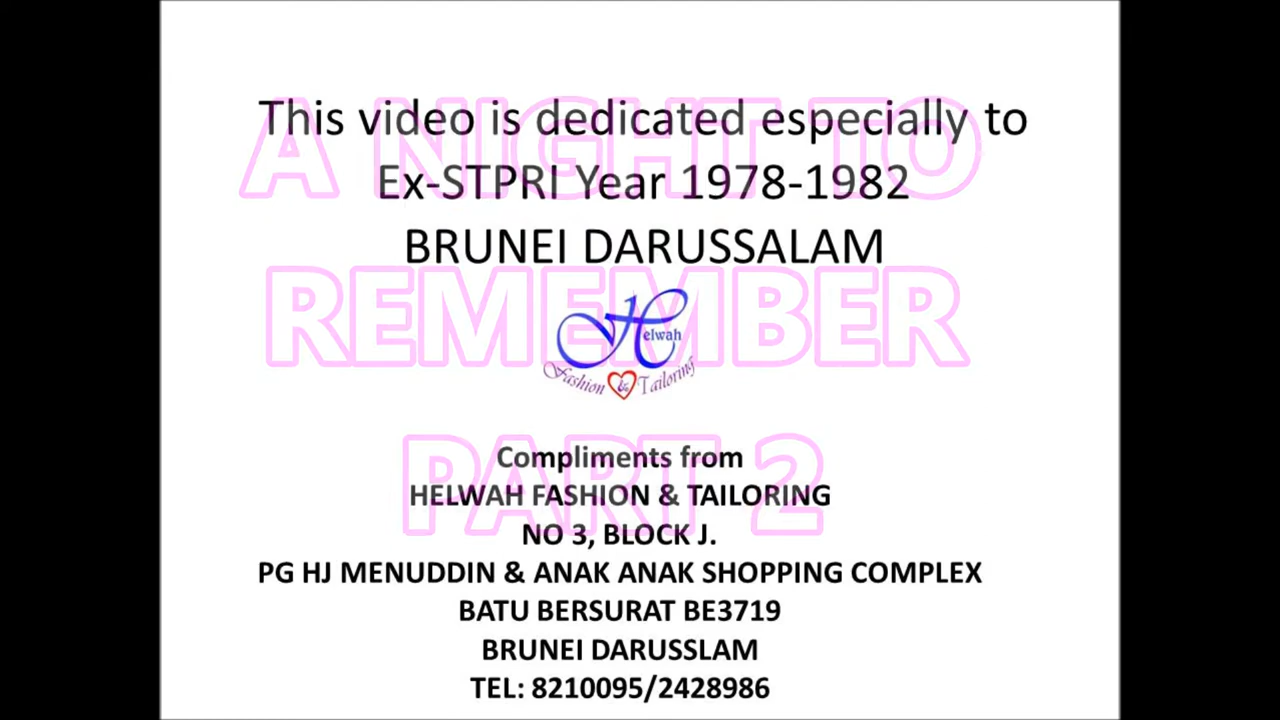 This video is dedicated especially to
Ex-STPRI Year 1978-1982
BRUNEI DARUSSALAM
A NIGHT TO
REMEMBER
PART 2
Helwah
Fashion & Tailoring
Compliments from
HELWAH FASHION & TAILORING
NO 3, BLOCK J.
PG HJ MENUDDIN & ANAK ANAK SHOPPING COMPLEX
BATU BERSURAT BE3719
BRUNEI DARUSSLAM
TEL: 8210095/2428986